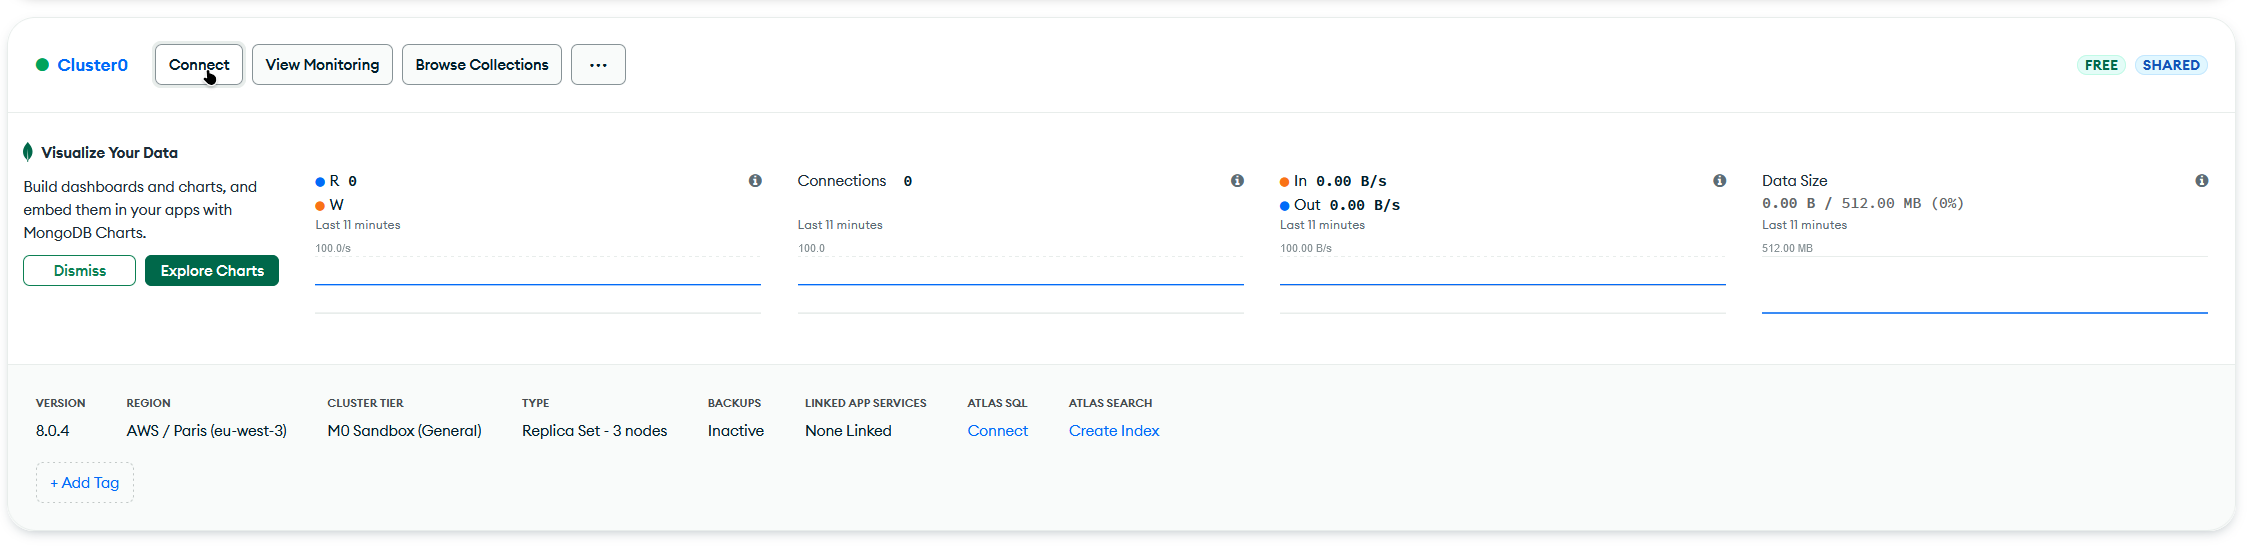 Cluster0 Connect View Monitoring Browse Collections ... FREE SHARED
Visualize Your Data
Build dashboards and charts, and
embed them in your apps with
MongoDB Charts.
Dismiss Explore Charts
R 0
W
Last 11 minutes
100.0/s
Connections 0
Last 11 minutes
100.0
In 0.00 B/s
Out 0.00 B/s
Last 11 minutes
100.00 B/s
Data Size
0.00 B / 512.00 MB (0%)
Last 11 minutes
512.00 MB
VERSION REGION CLUSTER TIER TYPE BACKUPS LINKED APP SERVICES ATLAS SQL ATLAS SEARCH
8.0.4 AWS / Paris (eu-west-3) M0 Sandbox (General) Replica Set - 3 nodes Inactive None Linked Connect Create Index
+ Add Tag